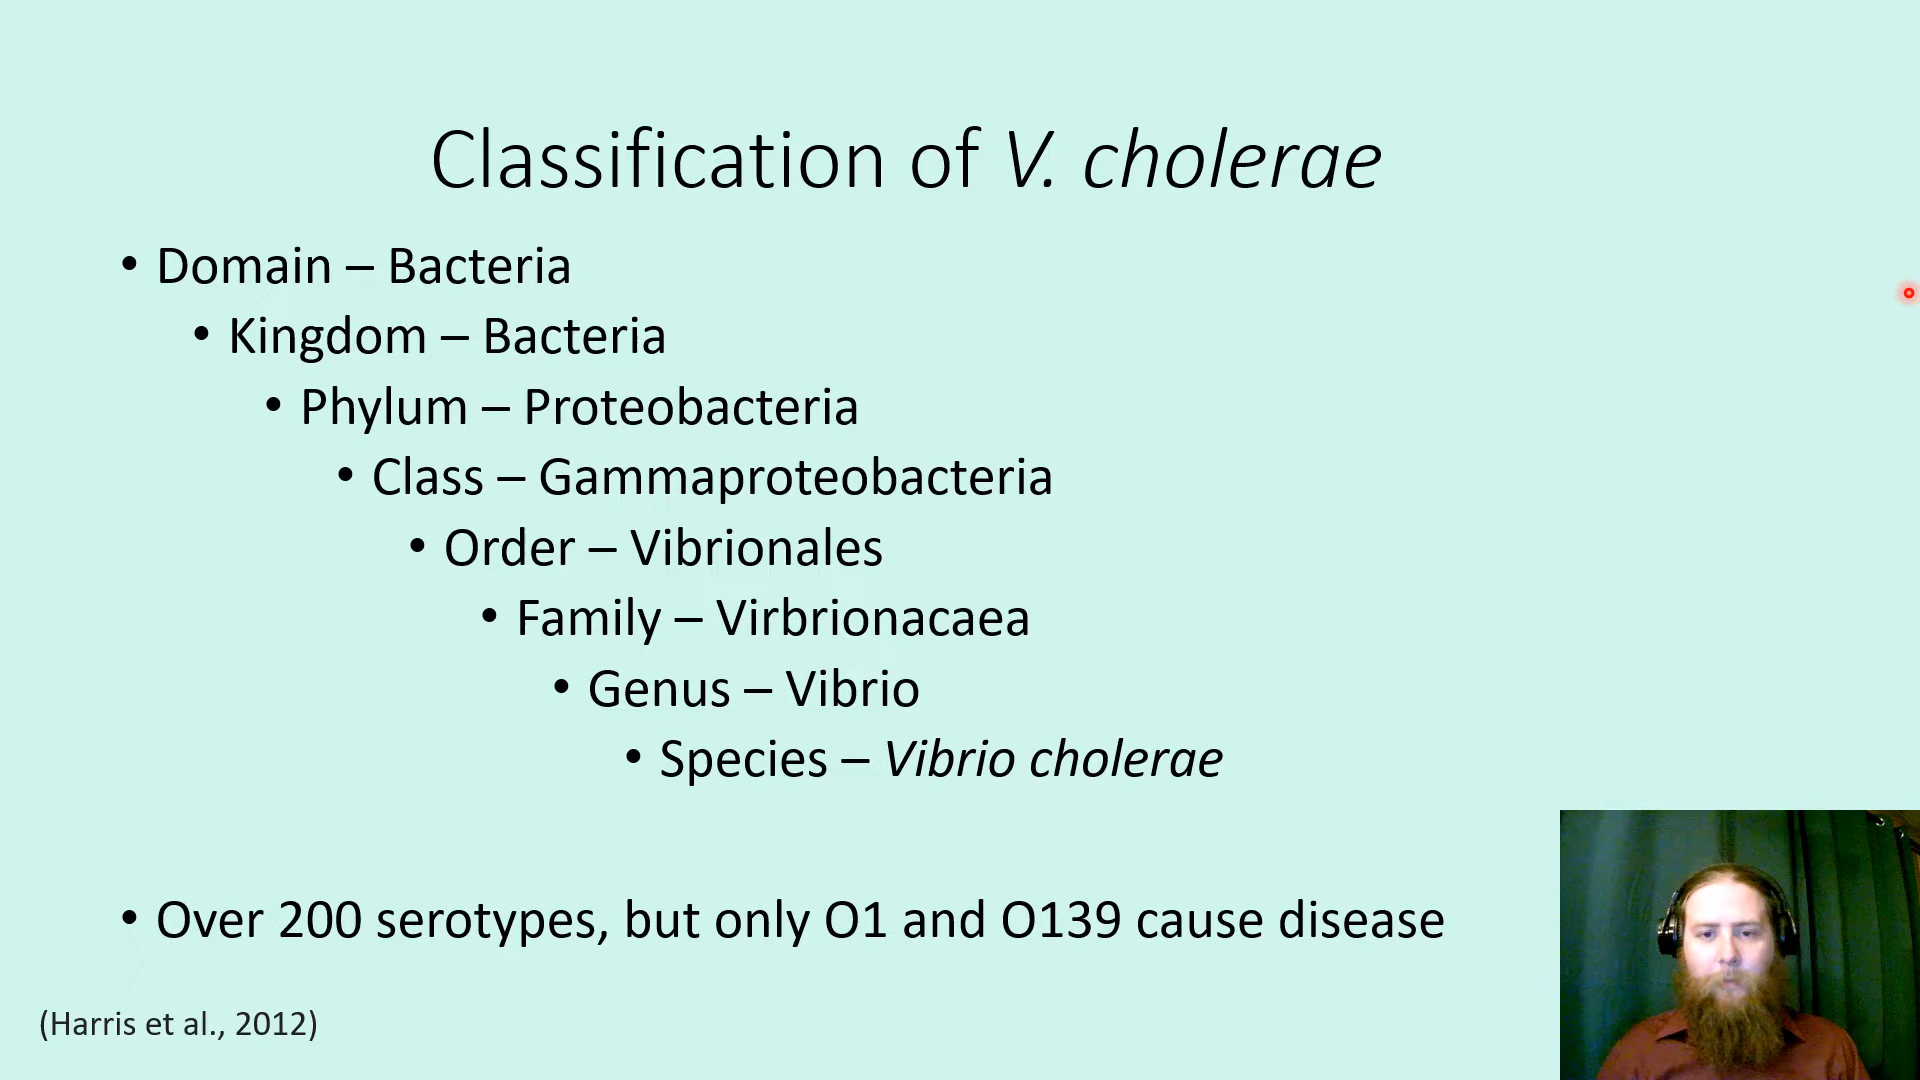 Classification of V. cholerae
• Domain – Bacteria
• Kingdom – Bacteria
• Phylum – Proteobacteria
• Class – Gammaproteobacteria
• Order – Vibrionales
• Family – Virbrionacaea
• Genus – Vibrio
• Species – Vibrio cholerae
• Over 200 serotypes, but only O1 and O139 cause disease
(Harris et al., 2012)